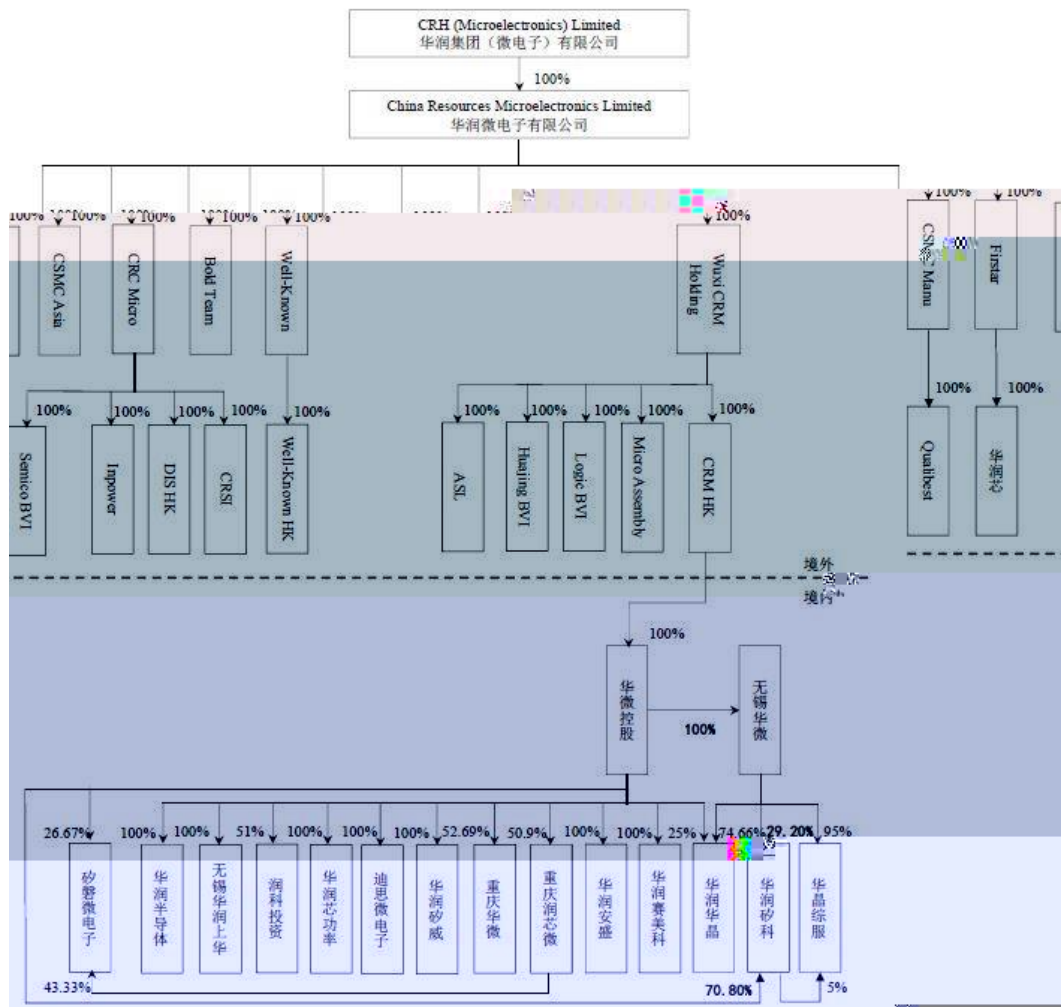 CRH (Microelectronics) Limited
华润集团（微电子）有限公司
100%
China Resources Microelectronics Limited
华润微电子有限公司
100%
100%
100%
100%
100%
100%
100%
100%
100%
100%
100%
CSMC Asia
CRC Micro
Bold Team
Well-Known
Wuxi CRM
Holding
Manu
Firstar
100%
100%
100%
100%
100%
100%
100%
100%
100%
100%
100%
100%
Semico BVI
Inpower
DIS HK
CRSI
Well-Known HK
ASL
Huajing BVI
Logic BVI
Micro Assembly
CRM HK
Qualibest
华润
境外
境内
100%
华微控股
100%
无锡华微
26.67%
100%
100%
51%
100%
100%
100%
52.69%
50.9%
100%
100%
25%
74.66%
29.20%
95%
矽磐微电子
华润半导体
无锡华润上华
润科投资
华润芯功率
迪思微电子
华润矽威
重庆华微
重庆润芯微
华润安盛
华润赛美科
华润华晶
华润矽科
华晶综服
43.33%
70.80%
5%